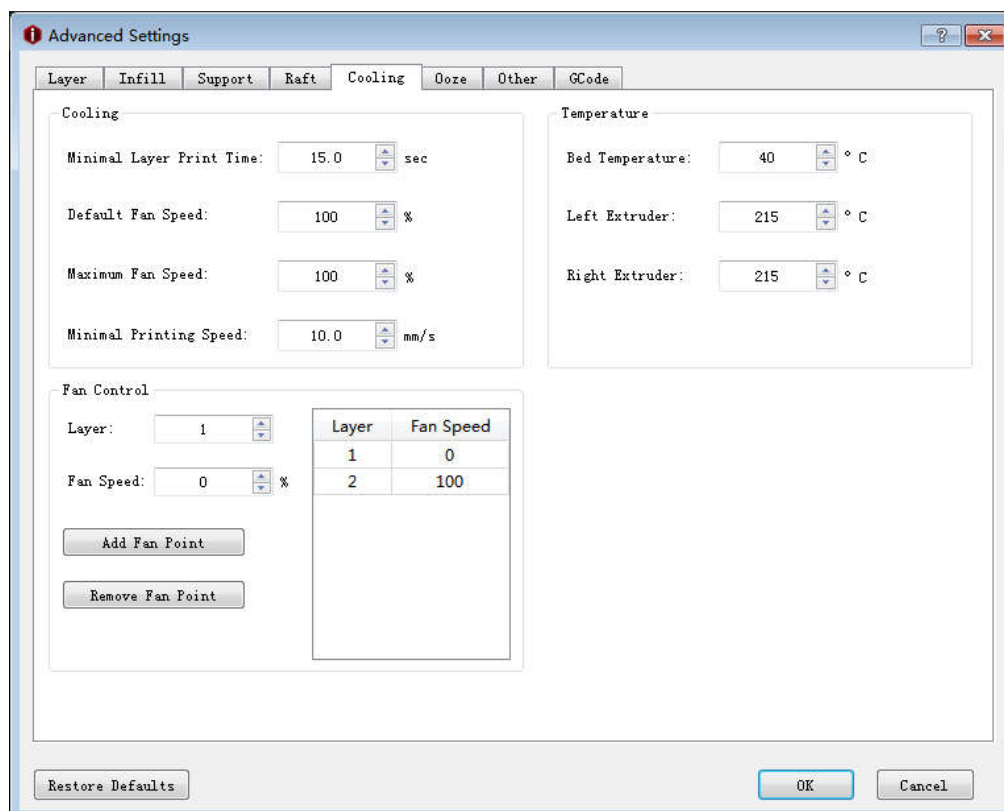 Advanced Settings
Layer Infill Support Raft Cooling Ooze Other GCode
Cooling
Minimal Layer Print Time: 15.0 sec
Default Fan Speed: 100 %
Maximum Fan Speed: 100 %
Minimal Printing Speed: 10.0 mm/s
Temperature
Bed Temperature: 40 ° C
Left Extruder: 215 ° C
Right Extruder: 215 ° C
Fan Control
Layer: 1
Fan Speed: 0 %
Add Fan Point
Remove Fan Point
Layer Fan Speed
1 0
2 100
Restore Defaults OK Cancel